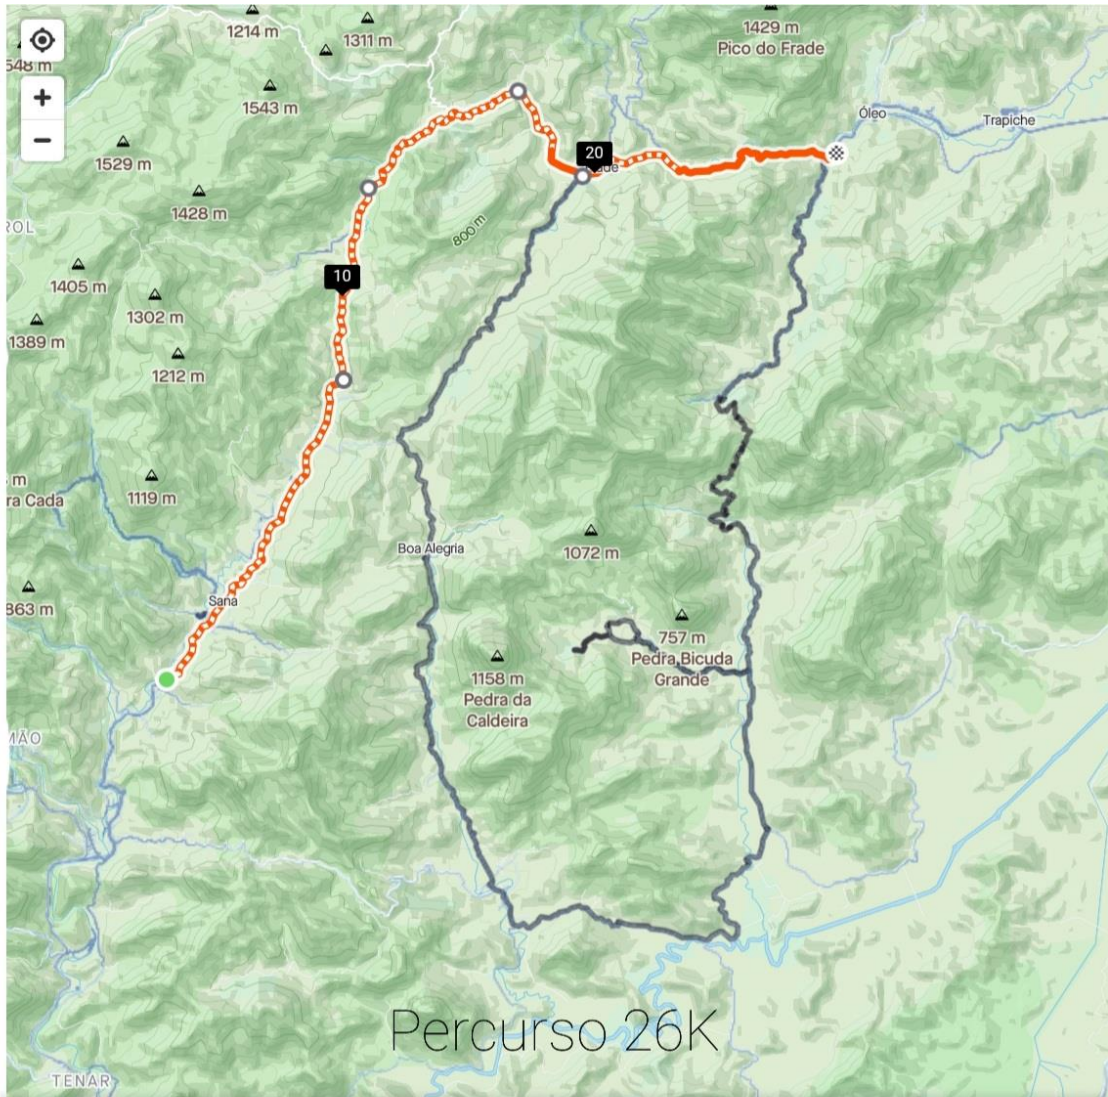 1214 m
1311 m
1429 m
Pico do Frade
548 m
+
1543 m
Óleo
Trapiche
−
1529 m
20
1428 m
ROL
800 m
1405 m
10
1302 m
1389 m
1212 m
1119 m
m
ra Cada
Boa Alegria
1072 m
863 m
Sana
757 m
Pedra Bicuda
Grande
1158 m
Pedra da
Caldeira
MÃO
Percurso 26K
TENAR